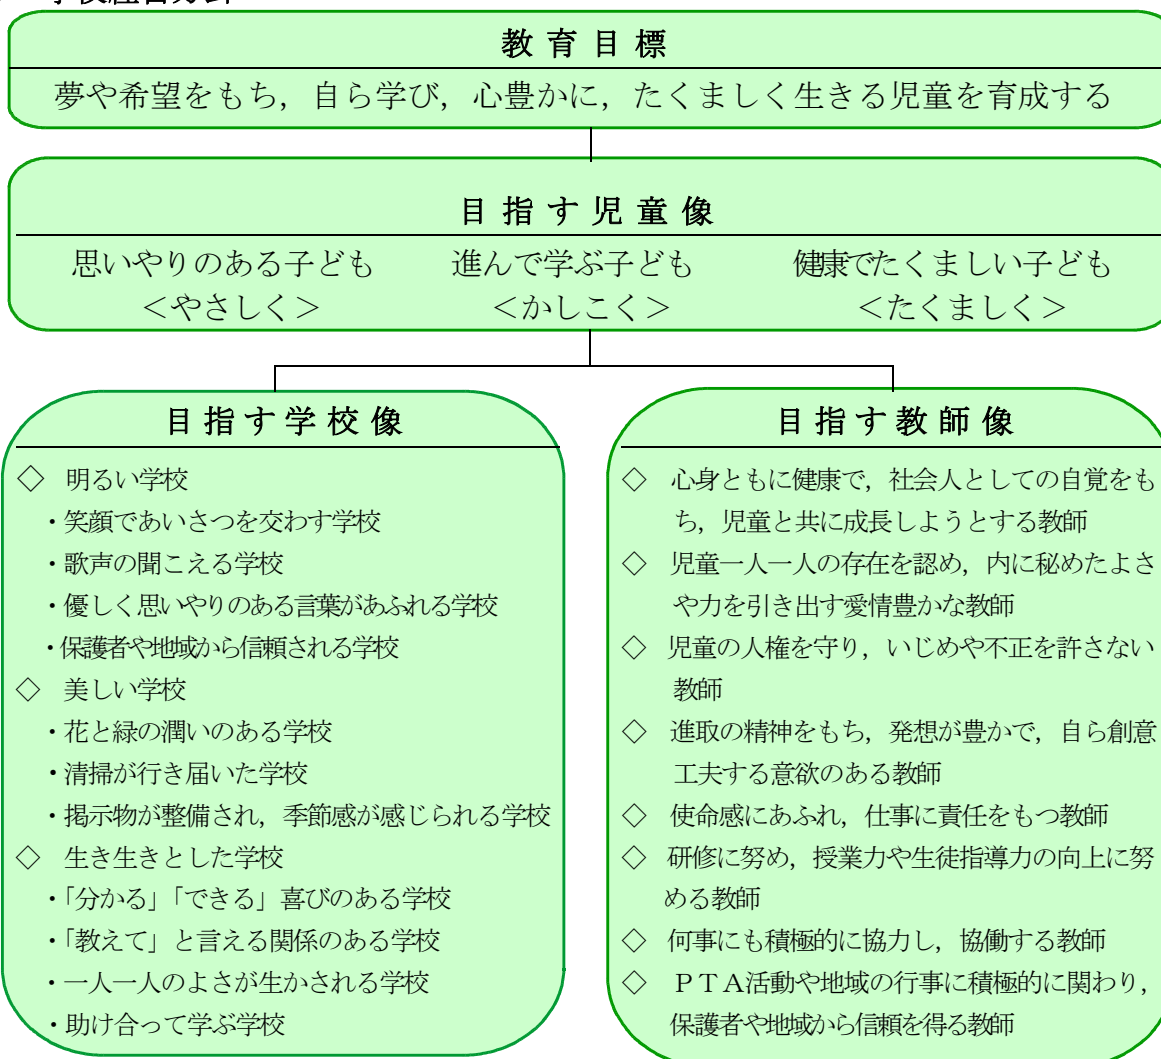 教育目標
夢や希望をもち，自ら学び，心豊かに，たくましく生きる児童を育成する
目指す児童像
思いやりのある子ども　進んで学ぶ子ども　健康でたくましい子ども
＜やさしく＞　＜かしこく＞　＜たくましく＞
目指す学校像
◇ 明るい学校
・笑顔であいさつを交わす学校
・歌声の聞こえる学校
・優しく思いやりのある言葉があふれる学校
・保護者や地域から信頼される学校
◇ 美しい学校
・花と緑の潤いのある学校
・清掃が行き届いた学校
・掲示物が整備され，季節感が感じられる学校
◇ 生き生きとした学校
・「分かる」「できる」喜びのある学校
・「教えて」と言える関係のある学校
・一人一人のよさが生かされる学校
・助け合って学ぶ学校
目指す教師像
◇ 心身ともに健康で，社会人としての自覚をも
ち，児童と共に成長しようとする教師
◇ 児童一人一人の存在を認め，内に秘めたよさ
や力を引き出す愛情豊かな教師
◇ 児童の人権を守り，いじめや不正を許さない
教師
◇ 進取の精神をもち，発想が豊かで，自ら創意
工夫する意欲のある教師
◇ 使命感にあふれ，仕事に責任をもつ教師
◇ 研修に努め，授業力や生徒指導力の向上に努
める教師
◇ 何事にも積極的に協力し，協働する教師
◇ ＰＴＡ活動や地域の行事に積極的に関わり，
保護者や地域から信頼を得る教師